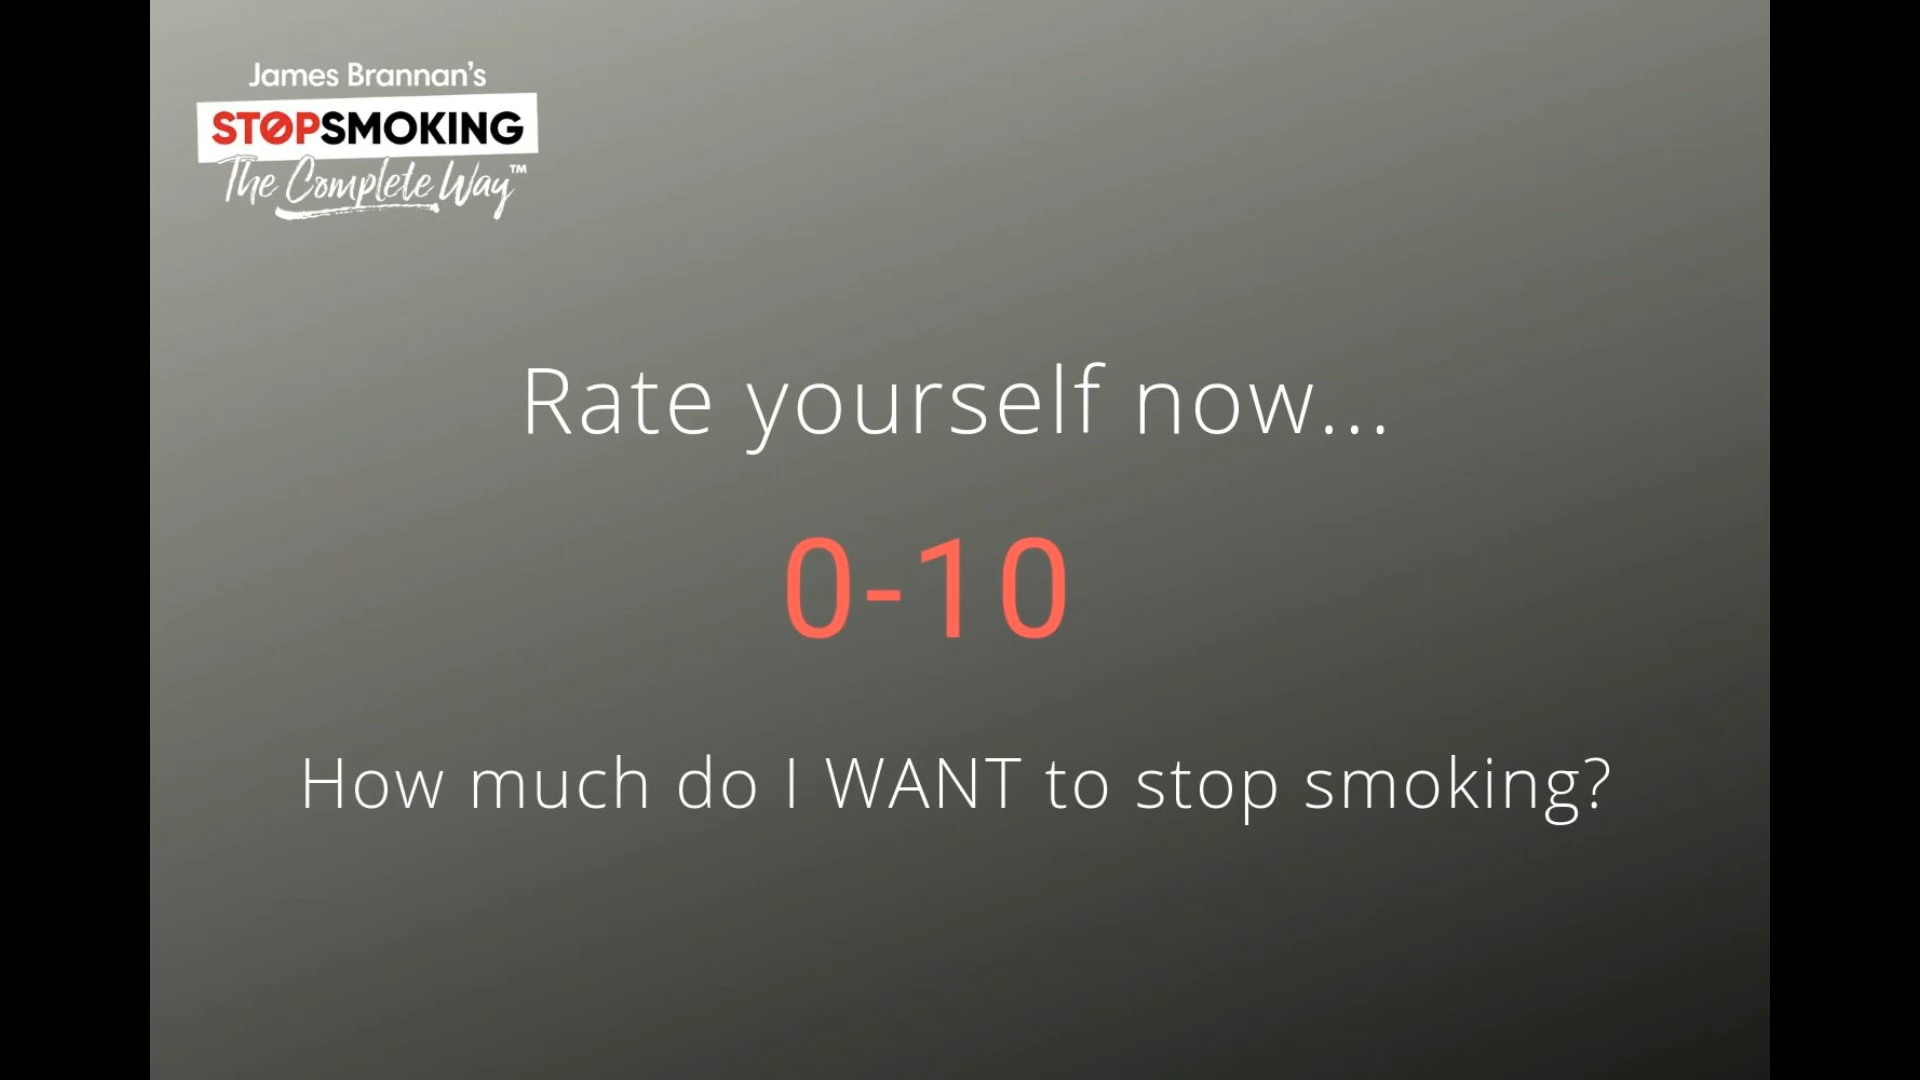 James Brannan's
STOPSMOKING
The Complete Way™
Rate yourself now...
0-10
How much do I WANT to stop smoking?